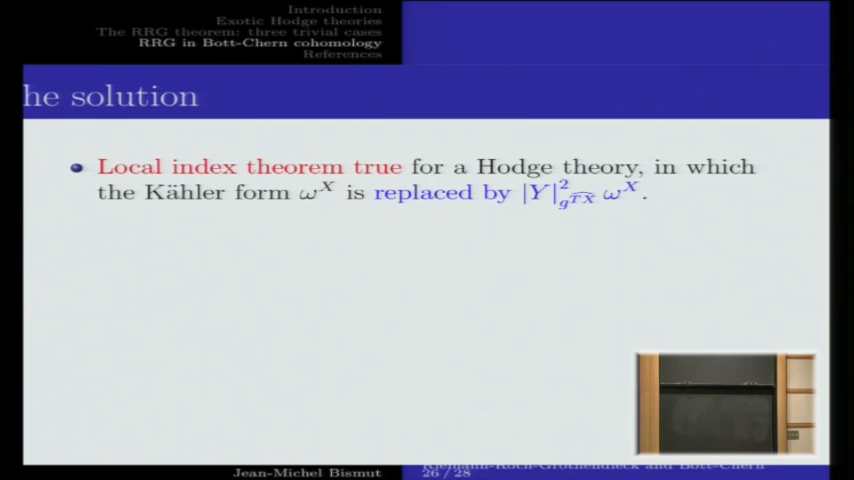 Introduction
Exotic Hodge theories
The RRG theorem: three trivial cases
RRG in Bott-Chern cohomology
References
he solution
Local index theorem true for a Hodge theory, in which
the Kähler form ω^X is replaced by |Y|^2_{g^{\widehat{TX}}} ω^X.
Jean-Michel Bismut
Riemann-Roch-Grothendieck and Bott-Chern
26 / 28